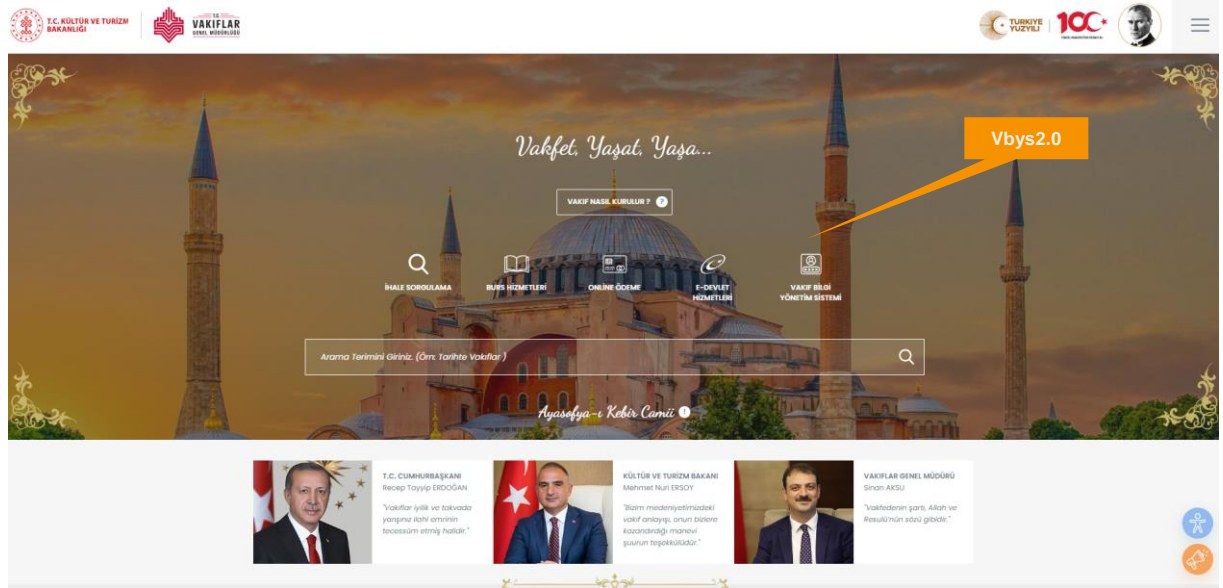 T.C. KÜLTÜR VE TURİZM
BAKANLIĞI
T.C.
VAKIFLAR
GENEL MÜDÜRLÜĞÜ
TÜRKİYE
YÜZYILI
100
Vakfet, Yaşat, Yaşa...
Vbys2.0
VAKIF NASIL KURULUR ?
İHALE SORGULAMA
BURS HİZMETLERİ
ONLİNE ÖDEME
E-DEVLET
HİZMETLERİ
VAKIF BİLGİ
YÖNETİM SİSTEMİ
Arama Terimini Giriniz. (Örn: Tarihte Vakıflar )
Ayasofya-ı Kebir Camii
T.C. CUMHURBAŞKANI
Recep Tayyip ERDOĞAN
"Vakıflar iyilik ve takvada
yarışınız ilahi emrinin
tecessüm etmiş halidir."
KÜLTÜR VE TURİZM BAKANI
Mehmet Nuri ERSOY
"Bizim medeniyetimizdeki
vakıf anlayışı, onun bizlere
kazandırdığı manevi
şuurun teşekkülüdür."
VAKIFLAR GENEL MÜDÜRÜ
Sinan AKSU
"Vakfedenin şartı, Allah ve
Resulü'nün sözü gibidir."